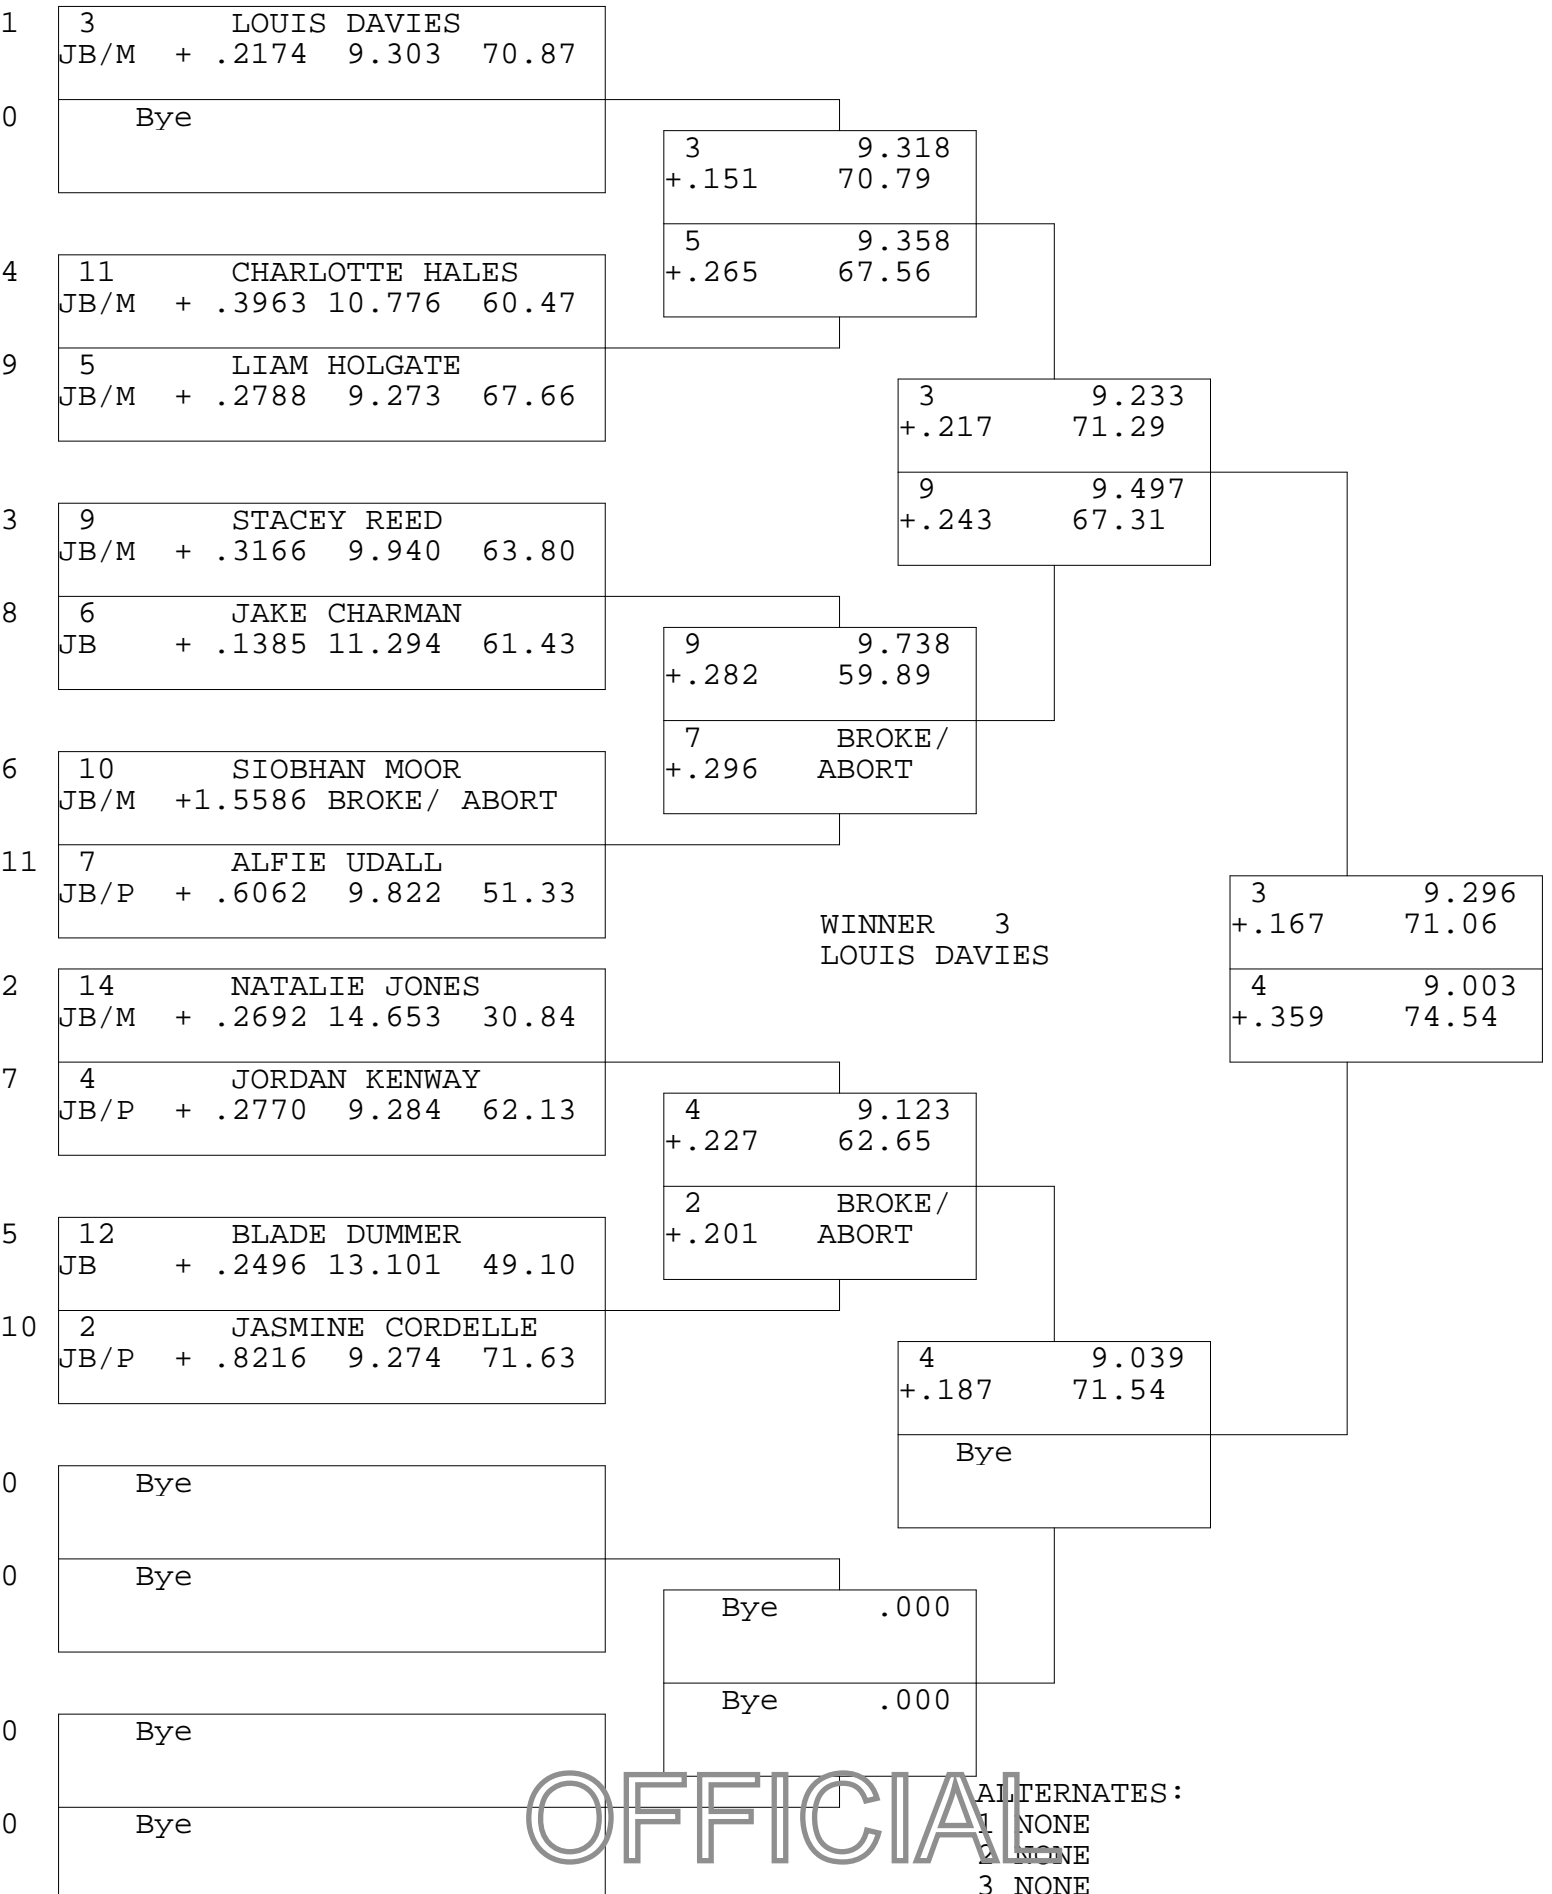 1 3 LOUIS DAVIES
JB/M + .2174 9.303 70.87
0 Bye
3 9.318
+.151 70.79
5 9.358
+.265 67.56
4 11 CHARLOTTE HALES
JB/M + .3963 10.776 60.47
9 5 LIAM HOLGATE
JB/M + .2788 9.273 67.66
3 9.233
+.217 71.29
9 9.497
+.243 67.31
3 9 STACEY REED
JB/M + .3166 9.940 63.80
8 6 JAKE CHARMAN
JB + .1385 11.294 61.43
9 9.738
+.282 59.89
7 BROKE/
+.296 ABORT
6 10 SIOBHAN MOOR
JB/M +1.5586 BROKE/ ABORT
11 7 ALFIE UDALL
JB/P + .6062 9.822 51.33
WINNER 3
LOUIS DAVIES
3 9.296
+.167 71.06
4 9.003
+.359 74.54
2 14 NATALIE JONES
JB/M + .2692 14.653 30.84
7 4 JORDAN KENWAY
JB/P + .2770 9.284 62.13
4 9.123
+.227 62.65
2 BROKE/
+.201 ABORT
5 12 BLADE DUMMER
JB + .2496 13.101 49.10
10 2 JASMINE CORDELLE
JB/P + .8216 9.274 71.63
4 9.039
+.187 71.54
Bye
0 Bye
0 Bye
Bye .000
Bye .000
0 Bye
0 Bye
OFFICIAL
ALTERNATES:
1 NONE
2 NONE
3 NONE